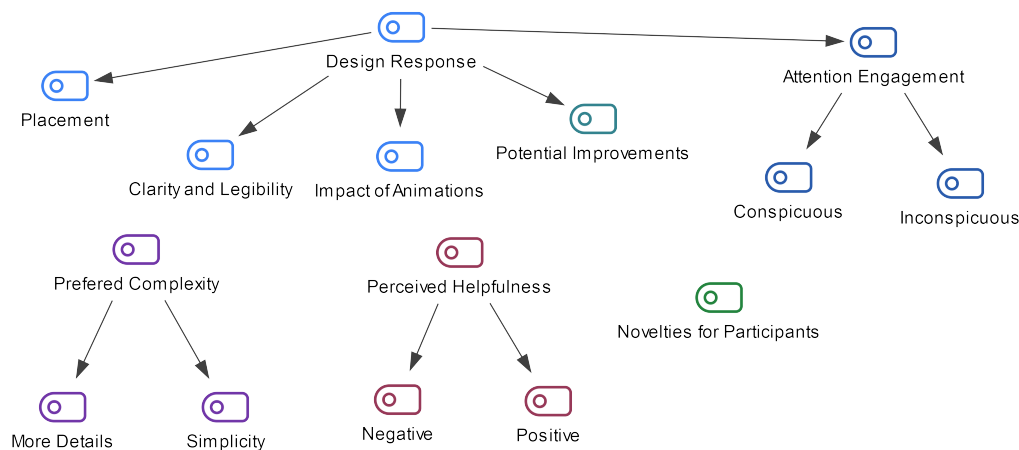 Design Response
Attention Engagement
Placement
Potential Improvements
Clarity and Legibility
Impact of Animations
Conspicuous
Inconspicuous
Prefered Complexity
Perceived Helpfulness
Novelties for Participants
More Details
Simplicity
Negative
Positive